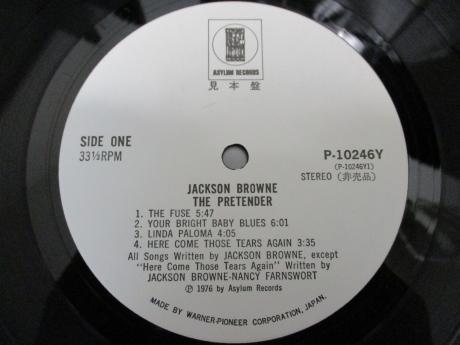 ASYLUM RECORDS
見本盤
SIDE ONE
33⅓RPM
P-10246Y
(P-10246Y1)
STEREO (非売品)
JACKSON BROWNE
THE PRETENDER
1. THE FUSE 5:47
2. YOUR BRIGHT BABY BLUES 6:01
3. LINDA PALOMA 4:05
4. HERE COME THOSE TEARS AGAIN 3:35
All Songs Written by JACKSON BROWNE, except
"Here Come Those Tears Again" Written by
JACKSON BROWNE-NANCY FARNSWORT
Ⓟ 1976 by Asylum Records
MADE BY WARNER-PIONEER CORPORATION, JAPAN.